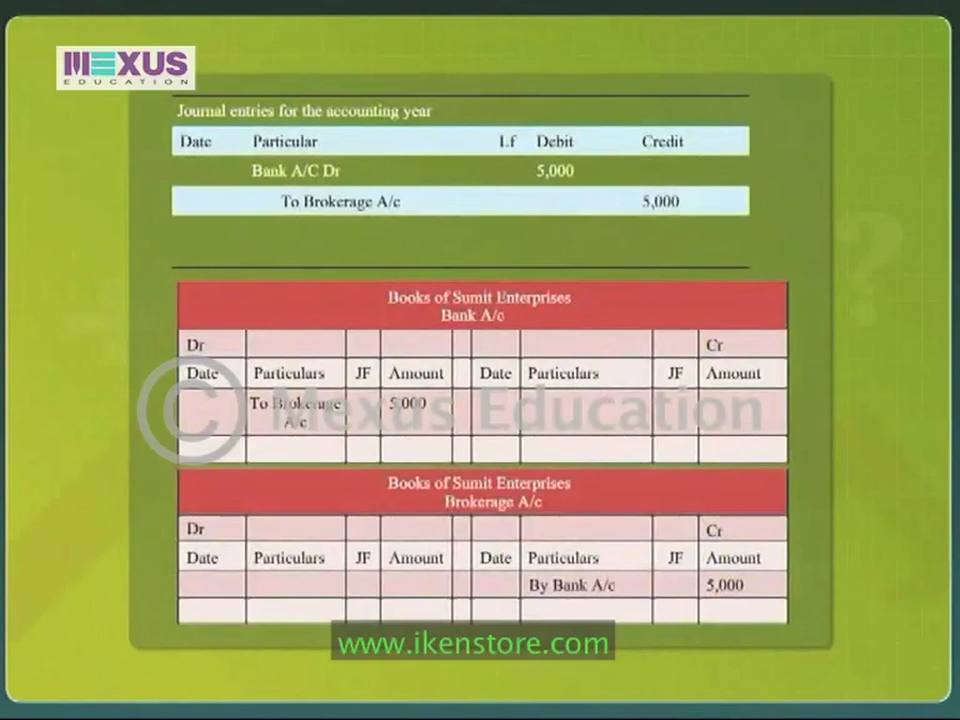 MEXUS
EDUCATION
Journal entries for the accounting year
Date Particular Lf Debit Credit
Bank A/C Dr 5,000
To Brokerage A/c 5,000
Books of Sumit Enterprises
Bank A/c
Dr Cr
Date Particulars JF Amount Date Particulars JF Amount
To Brokerage 5,000
A/c
© Mexus Education
Books of Sumit Enterprises
Brokerage A/c
Dr Cr
Date Particulars JF Amount Date Particulars JF Amount
By Bank A/c 5,000
www.ikenstore.com